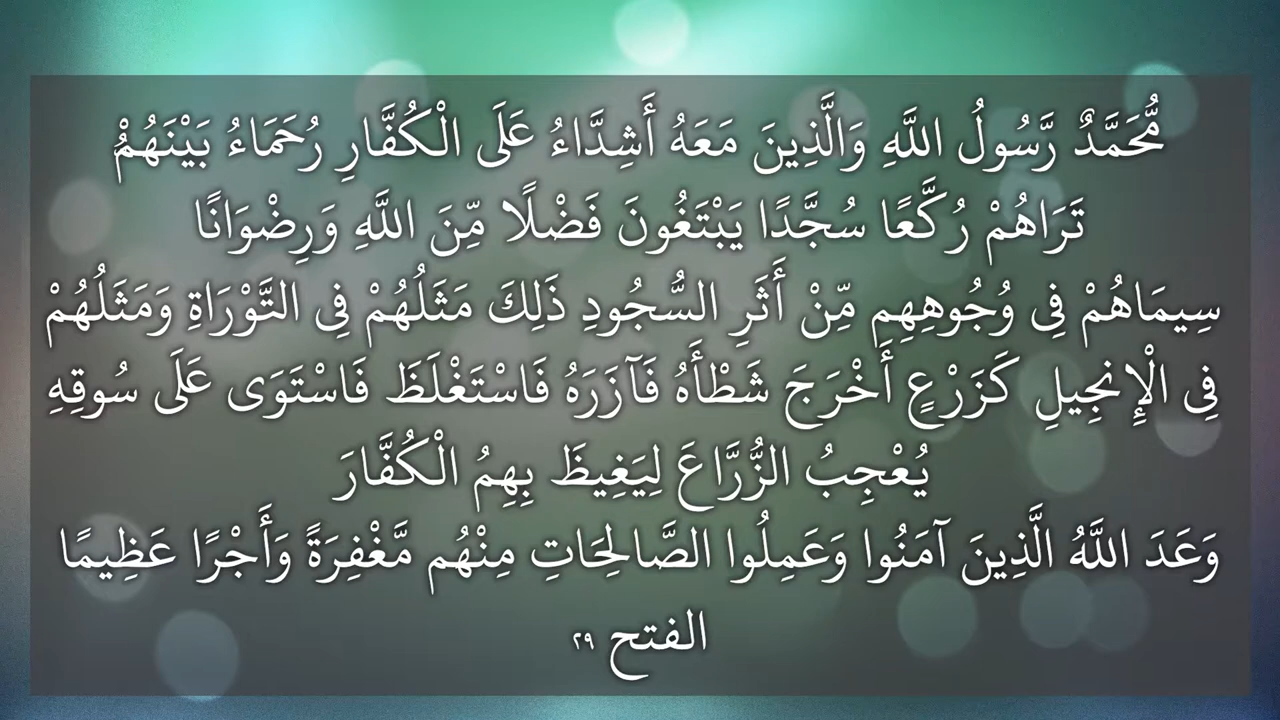 مُّحَمَّدٌ رَّسُولُ اللَّهِ وَالَّذِينَ مَعَهُ أَشِدَّاءُ عَلَى الْكُفَّارِ رُحَمَاءُ بَيْنَهُمْ
تَرَاهُمْ رُكَّعًا سُجَّدًا يَبْتَغُونَ فَضْلًا مِّنَ اللَّهِ وَرِضْوَانًا
سِيمَاهُمْ فِى وُجُوهِهِم مِّنْ أَثَرِ السُّجُودِ ذَلِكَ مَثَلُهُمْ فِى التَّوْرَاةِ وَمَثَلُهُمْ
فِى الْإِنجِيلِ كَزَرْعٍ أَخْرَجَ شَطْأَهُ فَآزَرَهُ فَاسْتَغْلَظَ فَاسْتَوَى عَلَى سُوقِهِ
يُعْجِبُ الزُّرَّاعَ لِيَغِيظَ بِهِمُ الْكُفَّارَ
وَعَدَ اللَّهُ الَّذِينَ آمَنُوا وَعَمِلُوا الصَّالِحَاتِ مِنْهُم مَّغْفِرَةً وَأَجْرًا عَظِيمًا
الفتح ٢٩